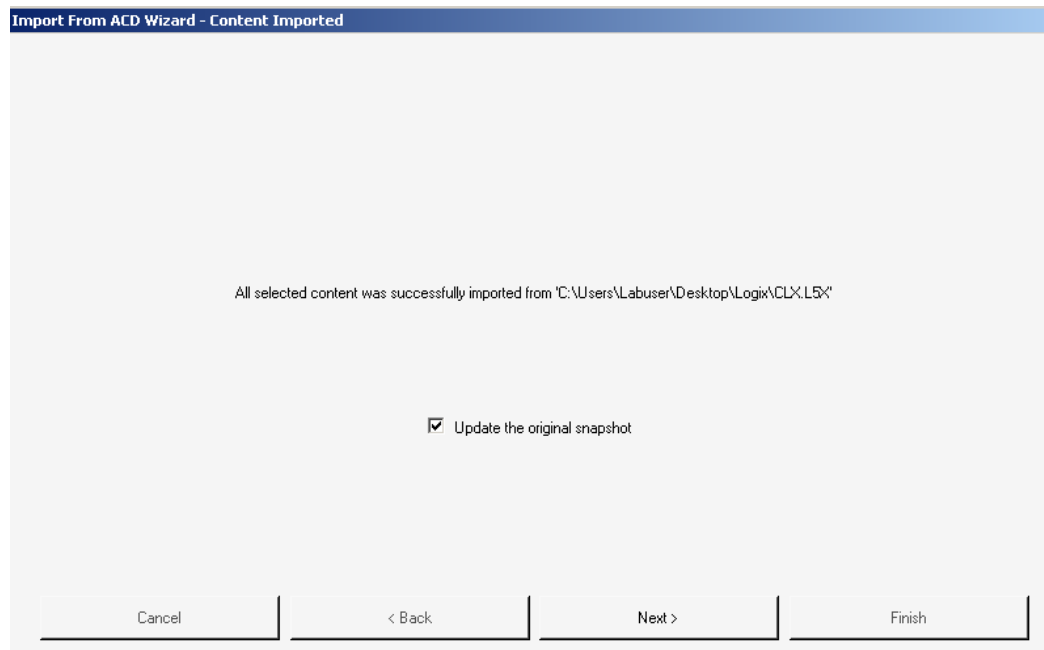 Import From ACD Wizard - Content Imported
All selected content was successfully imported from 'C:\Users\Labuser\Desktop\Logix\CLX.L5X'
Update the original snapshot
Cancel
< Back
Next >
Finish